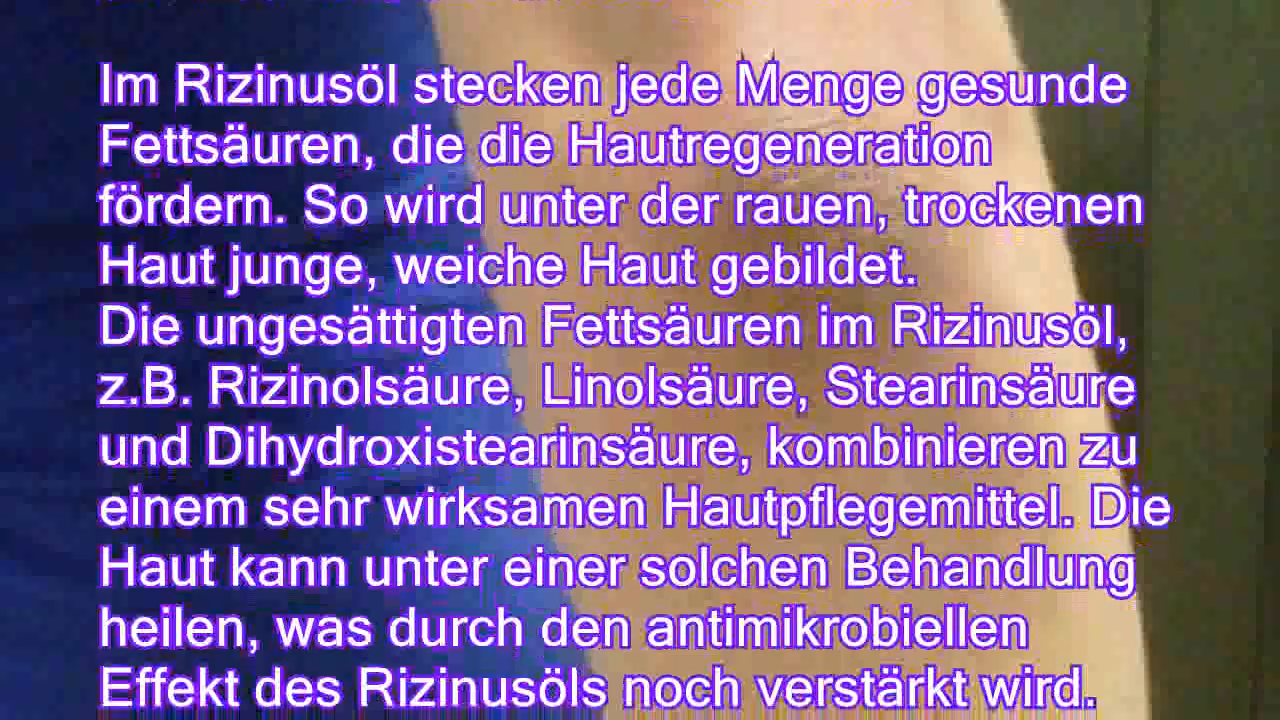 Im Rizinusöl stecken jede Menge gesunde
Fettsäuren, die die Hautregeneration
fördern. So wird unter der rauen, trockenen
Haut junge, weiche Haut gebildet.
Die ungesättigten Fettsäuren im Rizinusöl,
z.B. Rizinolsäure, Linolsäure, Stearinsäure
und Dihydroxistearinsäure, kombinieren zu
einem sehr wirksamen Hautpflegemittel. Die
Haut kann unter einer solchen Behandlung
heilen, was durch den antimikrobiellen
Effekt des Rizinusöls noch verstärkt wird.